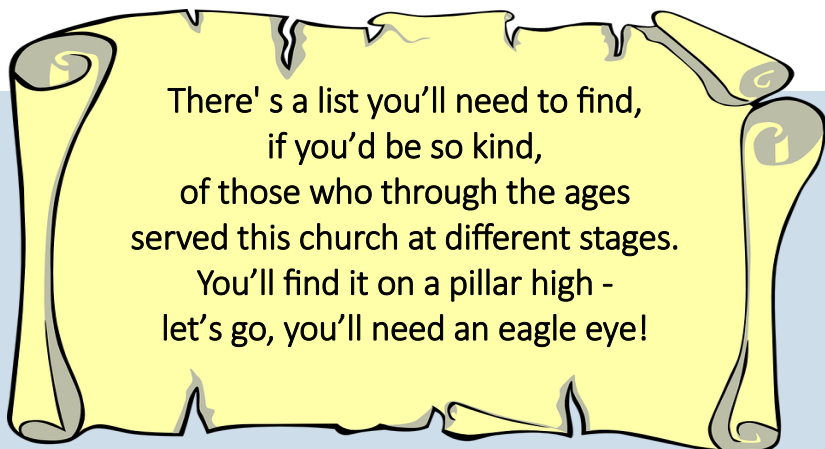 There' s a list you’ll need to find,
if you’d be so kind,
of those who through the ages
served this church at different stages.
You’ll find it on a pillar high -
let’s go, you’ll need an eagle eye!